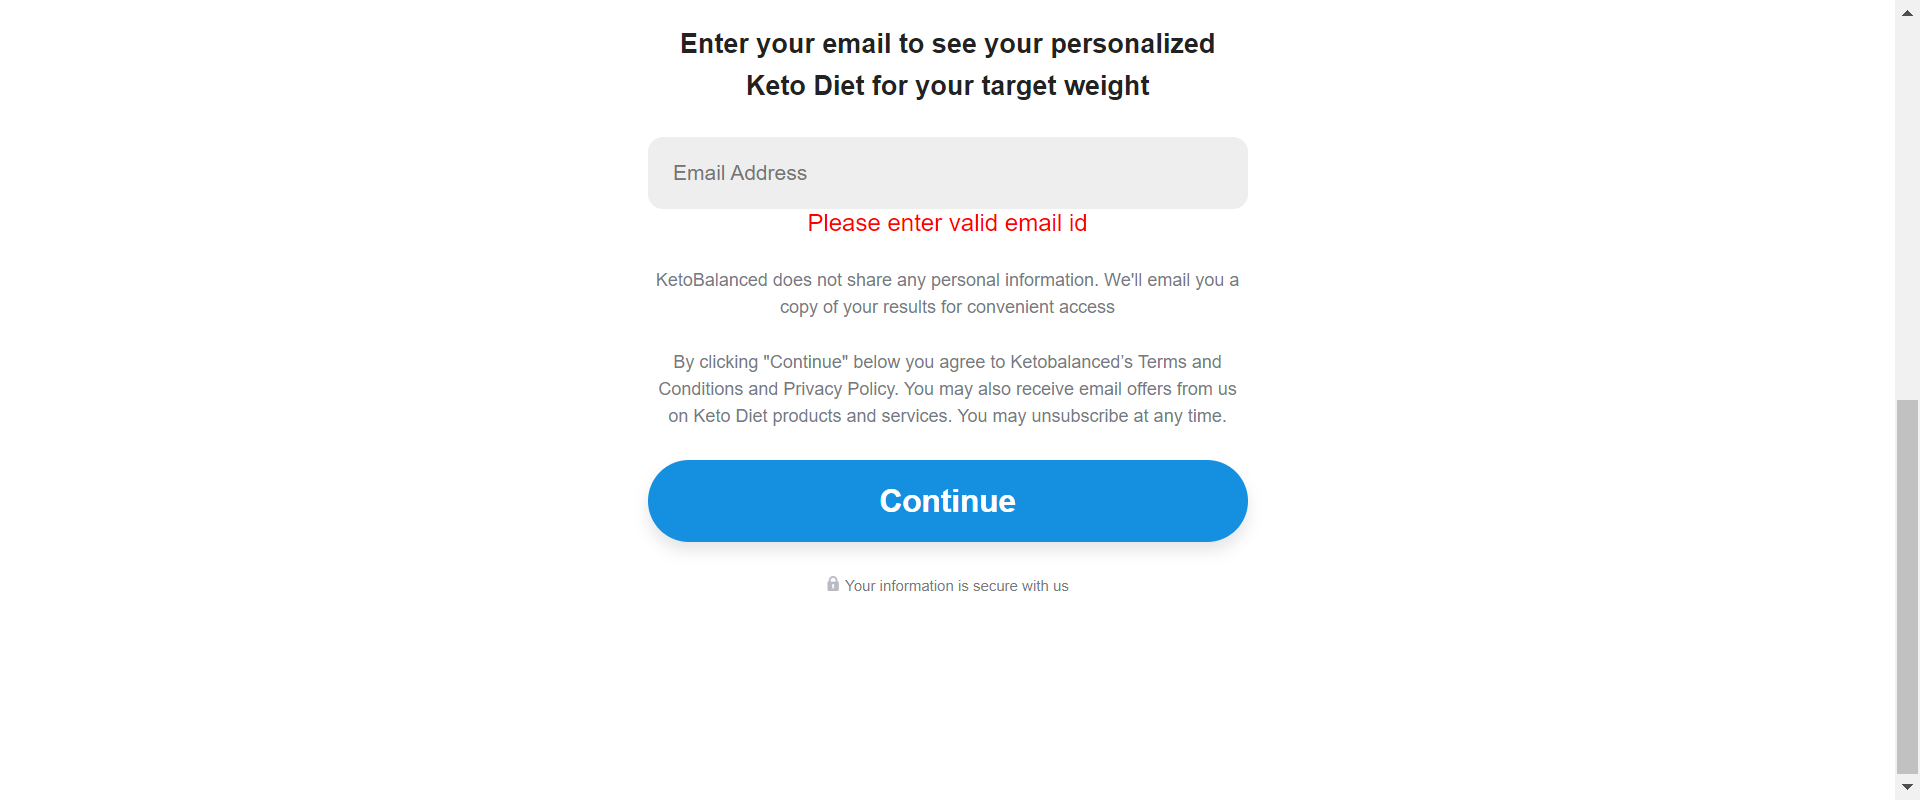 Enter your email to see your personalized
Keto Diet for your target weight
Email Address
Please enter valid email id
KetoBalanced does not share any personal information. We'll email you a
copy of your results for convenient access
By clicking "Continue" below you agree to Ketobalanced’s Terms and
Conditions and Privacy Policy. You may also receive email offers from us
on Keto Diet products and services. You may unsubscribe at any time.
Continue
Your information is secure with us